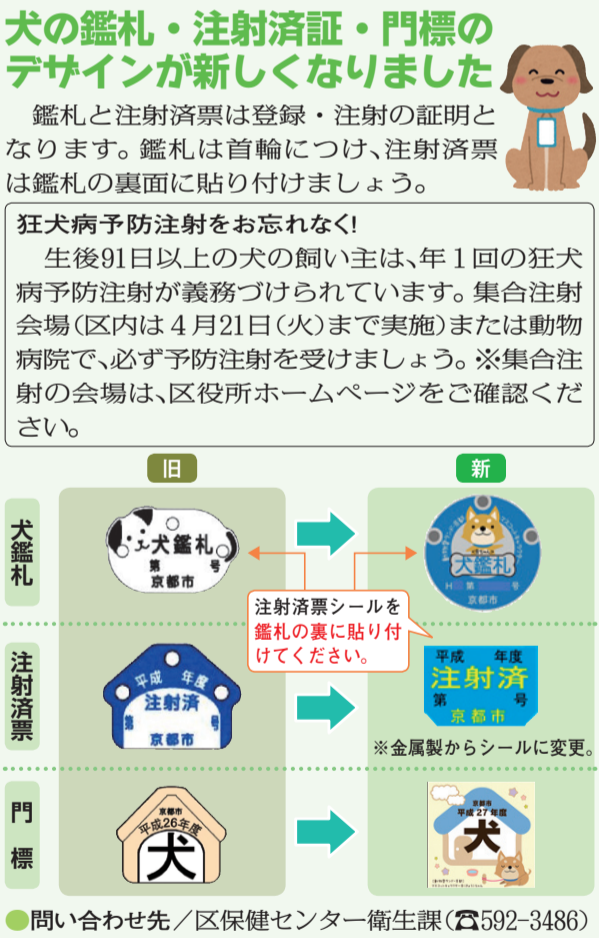 犬の鑑札・注射済証・門標の
デザインが新しくなりました
鑑札と注射済票は登録・注射の証明と
なります。鑑札は首輪につけ、注射済票
は鑑札の裏面に貼り付けましょう。
狂犬病予防注射をお忘れなく!
生後91日以上の犬の飼い主は、年1回の狂犬
病予防注射が義務づけられています。集合注射
会場(区内は4月21日(火)まで実施)または動物
病院で、必ず予防注射を受けましょう。※集合注
射の会場は、区役所ホームページをご確認くだ
さい。
旧
新
犬鑑札
犬鑑札
第 号
京都市
犬鑑札
H 第 号
京都市
注射済票シールを
鑑札の裏に貼り付
けてください。
注射済票
平成 年度
注射済
第 号
京都市
平成 年度
注射済
第 号
京都市
※金属製からシールに変更。
門標
京都市
平成26年度
犬
京都市
平成27年度
犬
●問い合わせ先/区保健センター衛生課(☎592-3486)